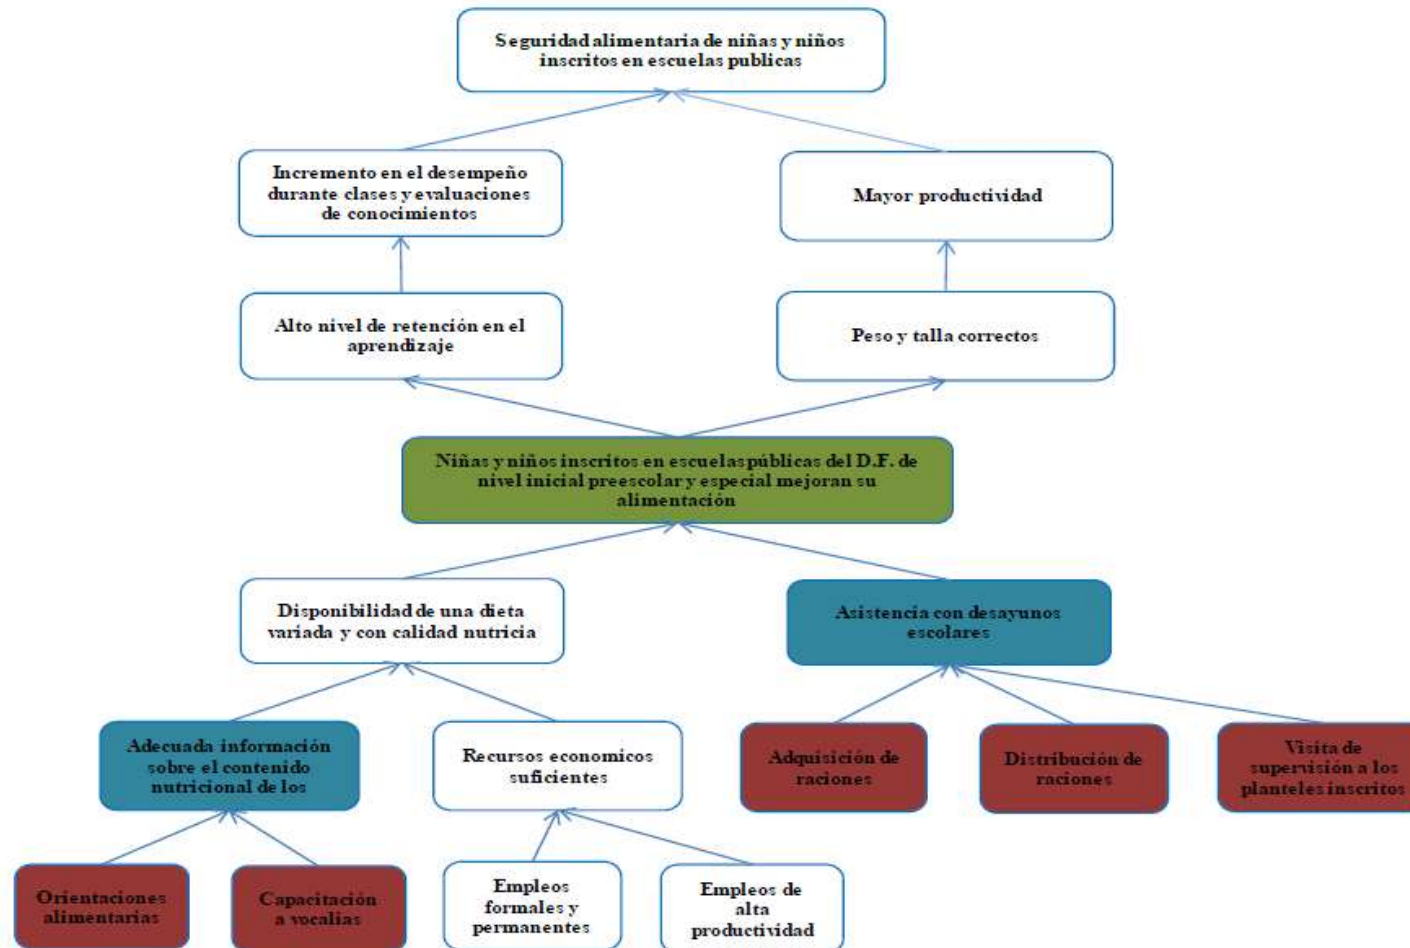 Seguridad alimentaria de niñas y niños
inscritos en escuelas publicas
Incremento en el desempeño
durante clases y evaluaciones
de conocimientos
Mayor productividad
Alto nivel de retención en el
aprendizaje
Peso y talla correctos
Niñas y niños inscritos en escuelas públicas del D.F. de
nivel inicial preescolar y especial mejoran su
alimentación
Disponibilidad de una dieta
variada y con calidad nutricia
Asistencia con desayunos
escolares
Adecuada información
sobre el contenido
nutricional de los
Recursos economicos
suficientes
Adquisición de
raciones
Distribución de
raciones
Visita de
supervisión a los
planteles inscritos
Orientaciones
alimentarias
Capacitación
a vocalias
Empleos
formales y
permanentes
Empleos de
alta
productividad